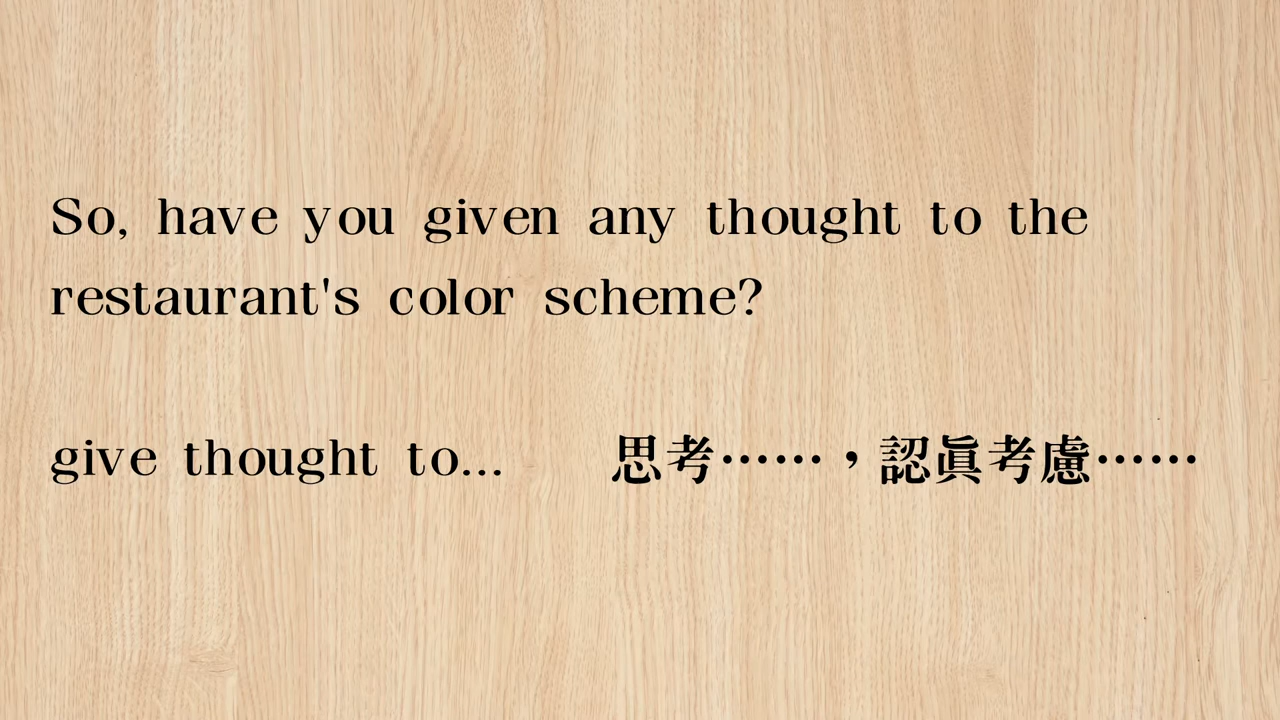 So, have you given any thought to the
restaurant's color scheme?
give thought to... 思考……，認眞考慮……